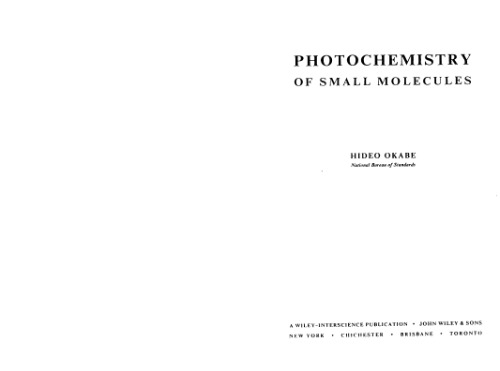 PHOTOCHEMISTRY
OF SMALL MOLECULES
HIDEO OKABE
National Bureau of Standards
A WILEY–INTERSCIENCE PUBLICATION • JOHN WILEY & SONS
NEW YORK • CHICHESTER • BRISBANE • TORONTO